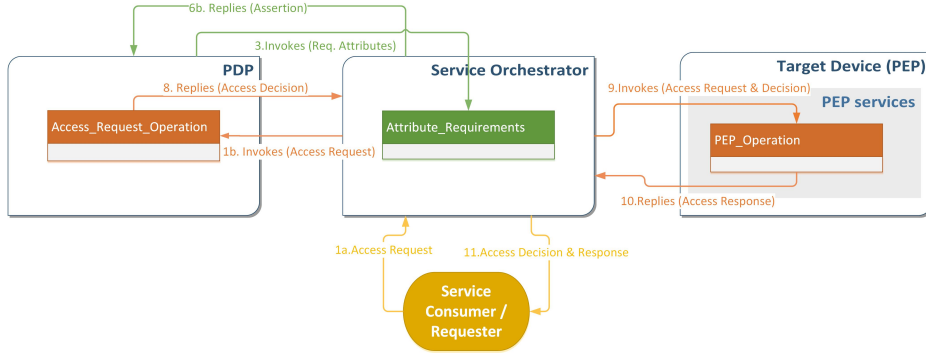 6b. Replies (Assertion)
3.Invokes (Req. Attributes)
PDP
Service Orchestrator
Target Device (PEP)
8. Replies (Access Decision)
9.Invokes (Access Request & Decision)
PEP services
Access_Request_Operation
Attribute_Requirements
PEP_Operation
1b. Invokes (Access Request)
10.Replies (Access Response)
1a.Access Request
11.Access Decision & Response
Service
Consumer /
Requester